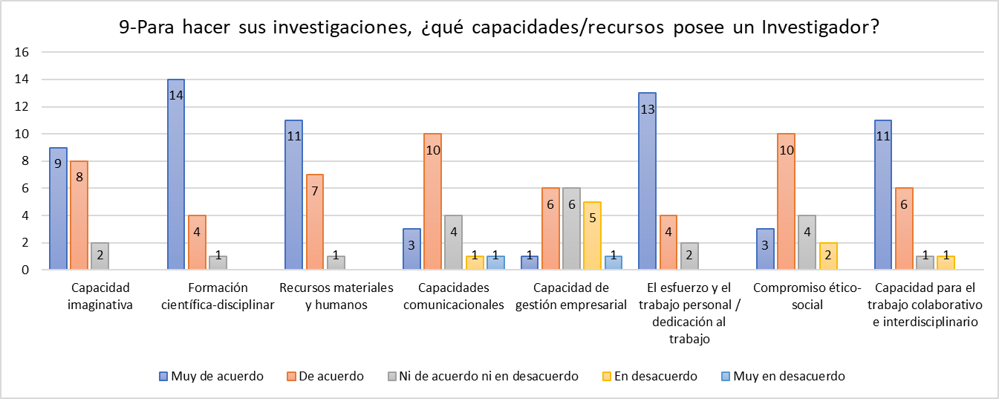 9-Para hacer sus investigaciones, ¿qué capacidades/recursos posee un Investigador?
16
14
12
10
8
6
4
2
0
9
8
2
14
4
1
11
7
1
3
10
4
1
1
1
6
6
5
1
13
4
2
3
10
4
2
11
6
1
1
Capacidad
imaginativa
Formación
científica-disciplinar
Recursos materiales
y humanos
Capacidades
comunicacionales
Capacidad de
gestión empresarial
El esfuerzo y el
trabajo personal /
dedicación al
trabajo
Compromiso ético-
social
Capacidad para el
trabajo colaborativo
e interdisciplinario
Muy de acuerdo
De acuerdo
Ni de acuerdo ni en desacuerdo
En desacuerdo
Muy en desacuerdo